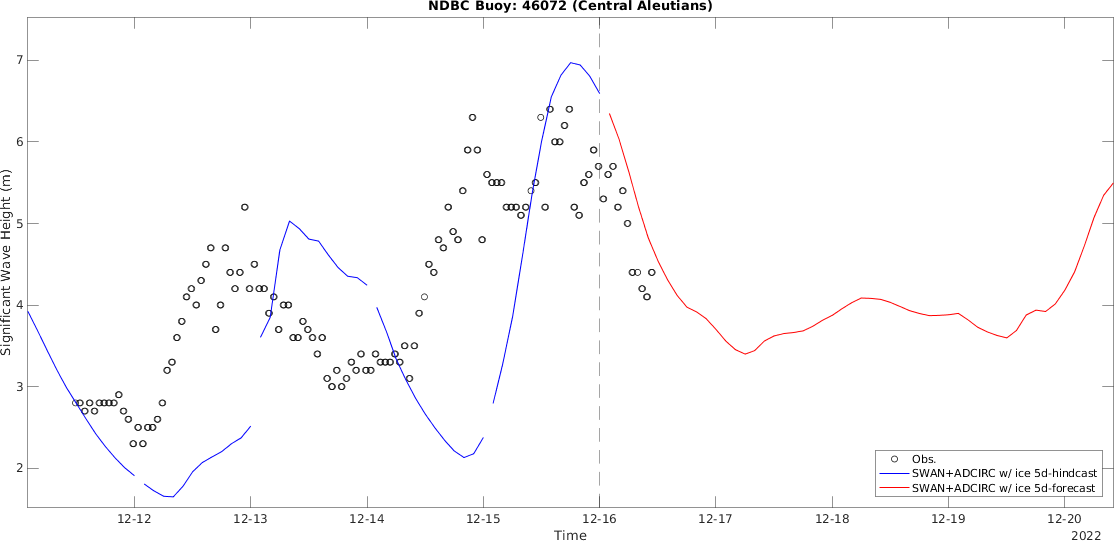 NDBC Buoy: 46072 (Central Aleutians)
Significant Wave Height (m)
7
6
5
4
3
2
Obs.
SWAN+ADCIRC w/ ice 5d-hindcast
SWAN+ADCIRC w/ ice 5d-forecast
12-12 12-13 12-14 12-15 12-16 12-17 12-18 12-19 12-20
Time
2022